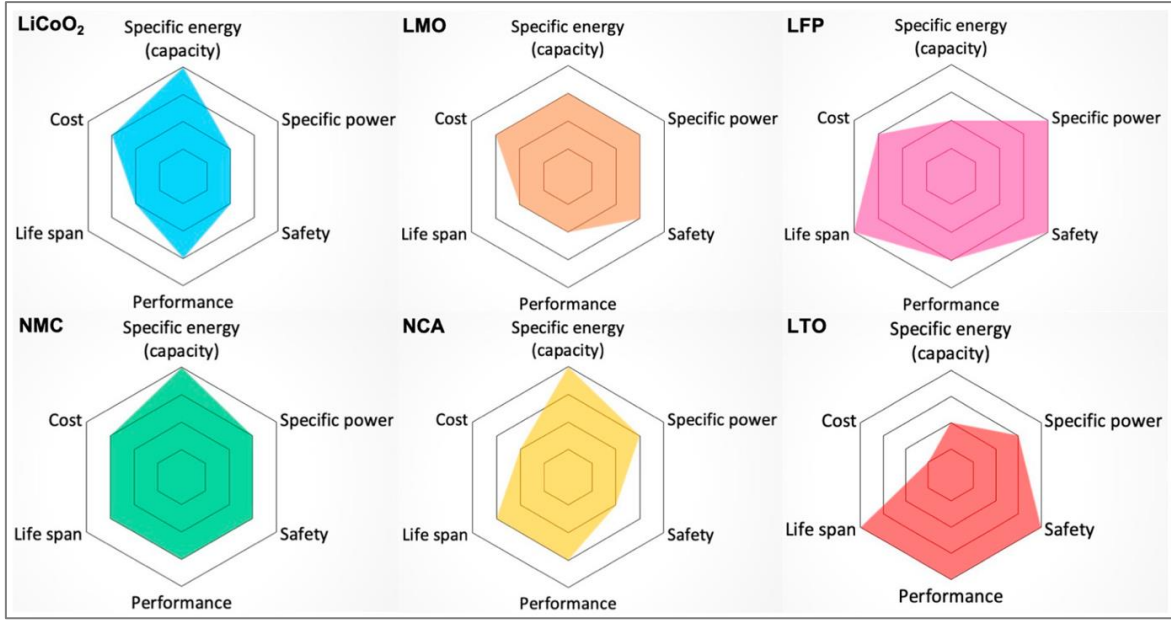 LiCoO₂
Specific energy
(capacity)
Cost
Specific power
Life span
Safety
Performance
LMO
Specific energy
(capacity)
Cost
Specific power
Life span
Safety
Performance
LFP
Specific energy
(capacity)
Cost
Specific power
Life span
Safety
Performance
NMC
Specific energy
(capacity)
Cost
Specific power
Life span
Safety
Performance
NCA
Specific energy
(capacity)
Cost
Specific power
Life span
Safety
Performance
LTO
Specific energy
(capacity)
Cost
Specific power
Life span
Safety
Performance